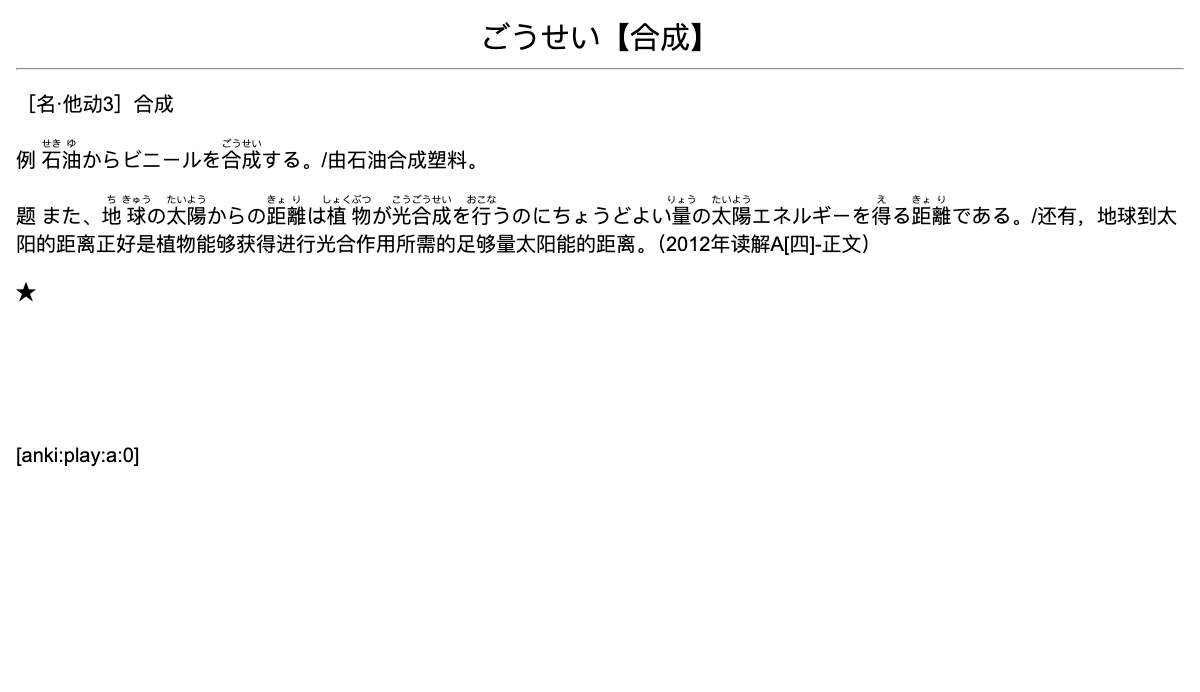 ごうせい【合成】
［名·他动3］合成
せき ゆ ごうせい
例 石油からビニールを合成する。/由石油合成塑料。
ち きゅう たいよう きょ り しょくぶつ こうごうせい おこな りょう たいよう え きょ り
题 また、地球の太陽からの距離は植物が光合成を行うのにちょうどよい量の太陽エネルギーを得る距離である。/还有，地球到太
阳的距离正好是植物能够获得进行光合作用所需的足够量太阳能的距离。（2012年读解A[四]-正文）
★
[anki:play:a:0]